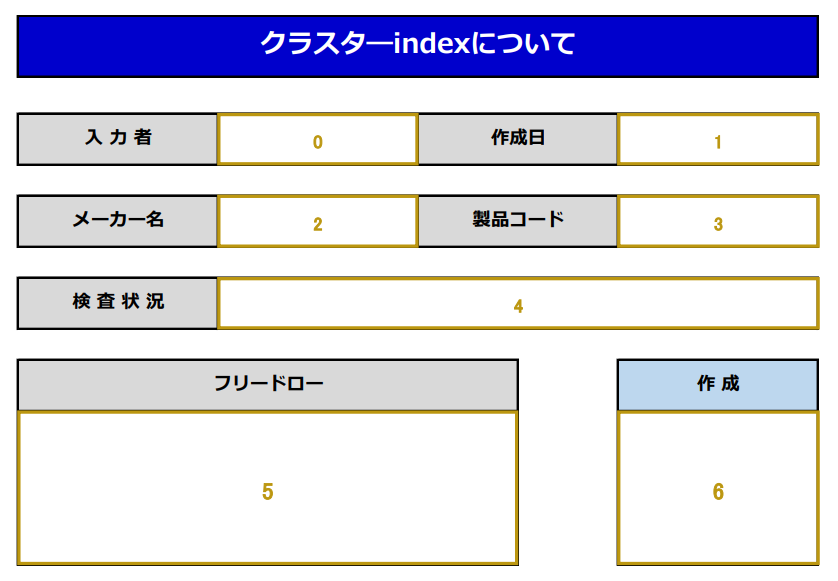 クラスターindexについて
入 力 者 0 作成日 1
メーカー名 2 製品コード 3
検 査 状 況 4
フリードロー 作 成
5 6